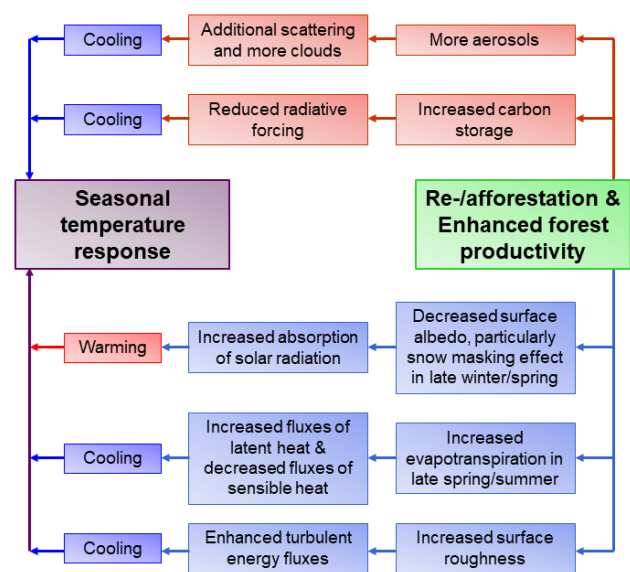 Cooling
Additional scattering
and more clouds
More aerosols
Cooling
Reduced radiative
forcing
Increased carbon
storage
Seasonal
temperature
response
Re-/afforestation &
Enhanced forest
productivity
Warming
Increased absorption
of solar radiation
Decreased surface
albedo, particularly
snow masking effect
in late winter/spring
Cooling
Increased fluxes of
latent heat &
decreased fluxes of
sensible heat
Increased
evapotranspiration in
late spring/summer
Cooling
Enhanced turbulent
energy fluxes
Increased surface
roughness